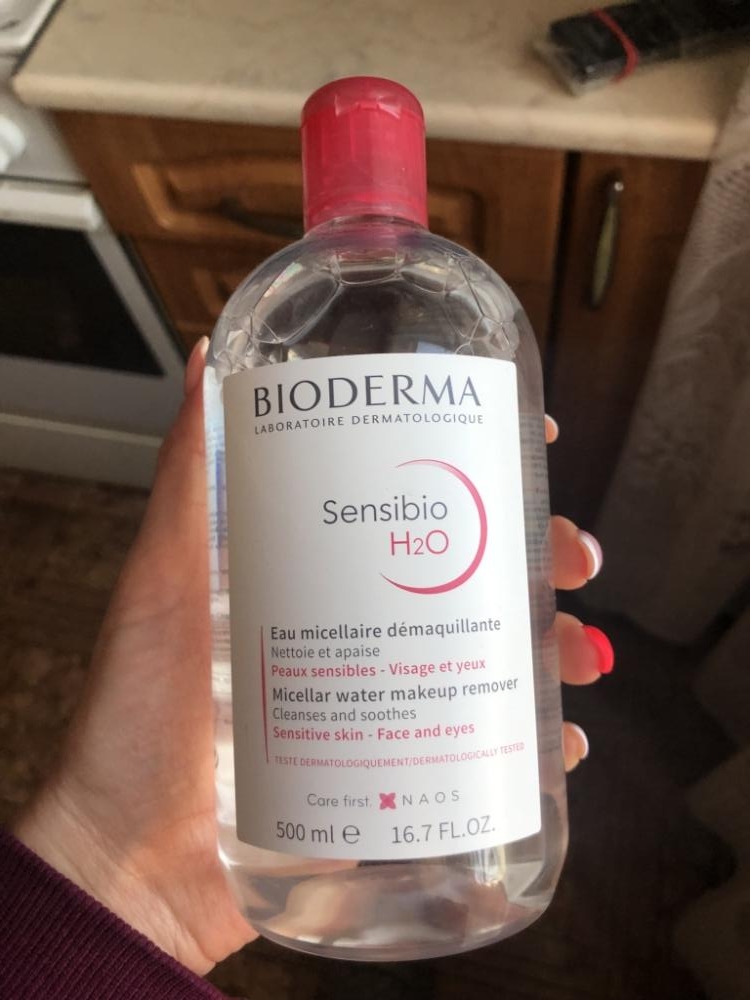 BIODERMA
LABORATOIRE DERMATOLOGIQUE
Sensibio
H2O
Eau micellaire démaquillante
Nettoie et apaise
Peaux sensibles - Visage et yeux
Micellar water makeup remover
Cleanses and soothes
Sensitive skin - Face and eyes
TESTÉ DERMATOLOGIQUEMENT/DERMATOLOGICALLY TESTED
Care first. NAOS
500 ml ℮ 16.7 FL.OZ.